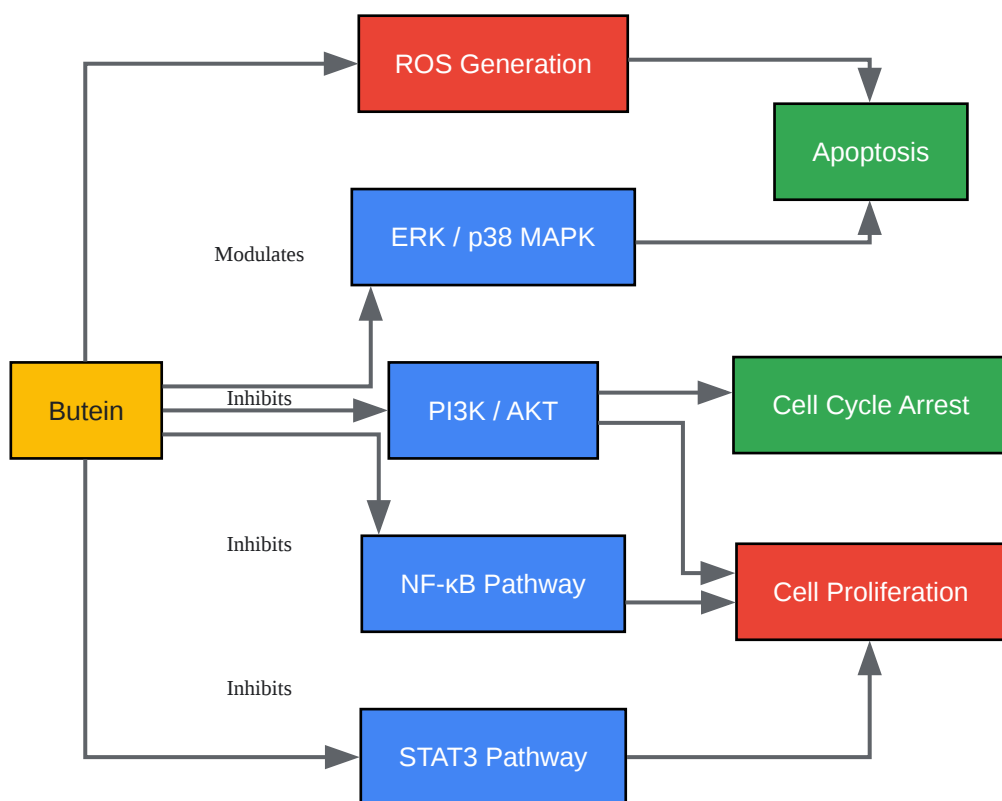 ROS Generation
Apoptosis
ERK / p38 MAPK
Modulates
Butein
Inhibits
PI3K / AKT
Cell Cycle Arrest
Inhibits
NF-κB Pathway
Cell Proliferation
Inhibits
STAT3 Pathway